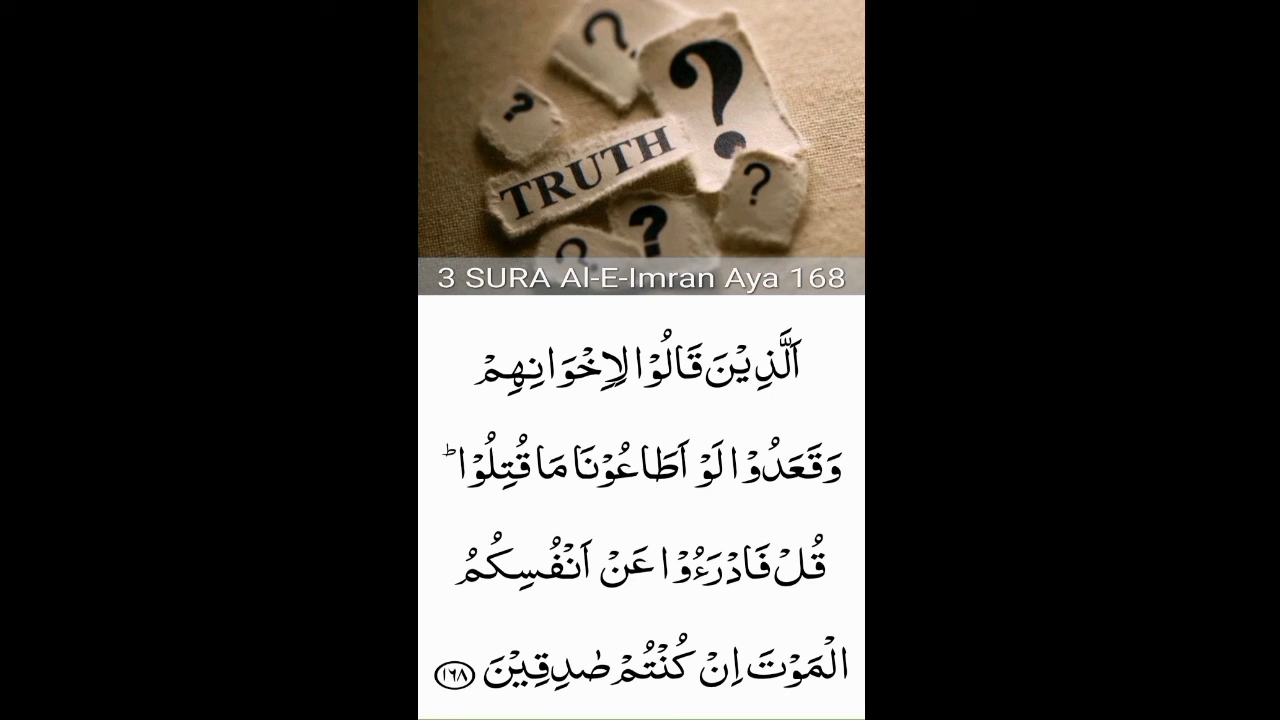 ?
?
?
TRUTH
?
?
?
3 SURA Al-E-Imran Aya 168
اَلَّذِيْنَ قَالُوْا لِاِخْوَانِهِمْ
وَقَعَدُوْا لَوْ اَطَاعُوْنَا مَا قُتِلُوْا ؕ
قُلْ فَادْرَءُوْا عَنْ اَنْفُسِكُمُ
الْمَوْتَ اِنْ كُنْتُمْ صٰدِقِيْنَ ١٦٨